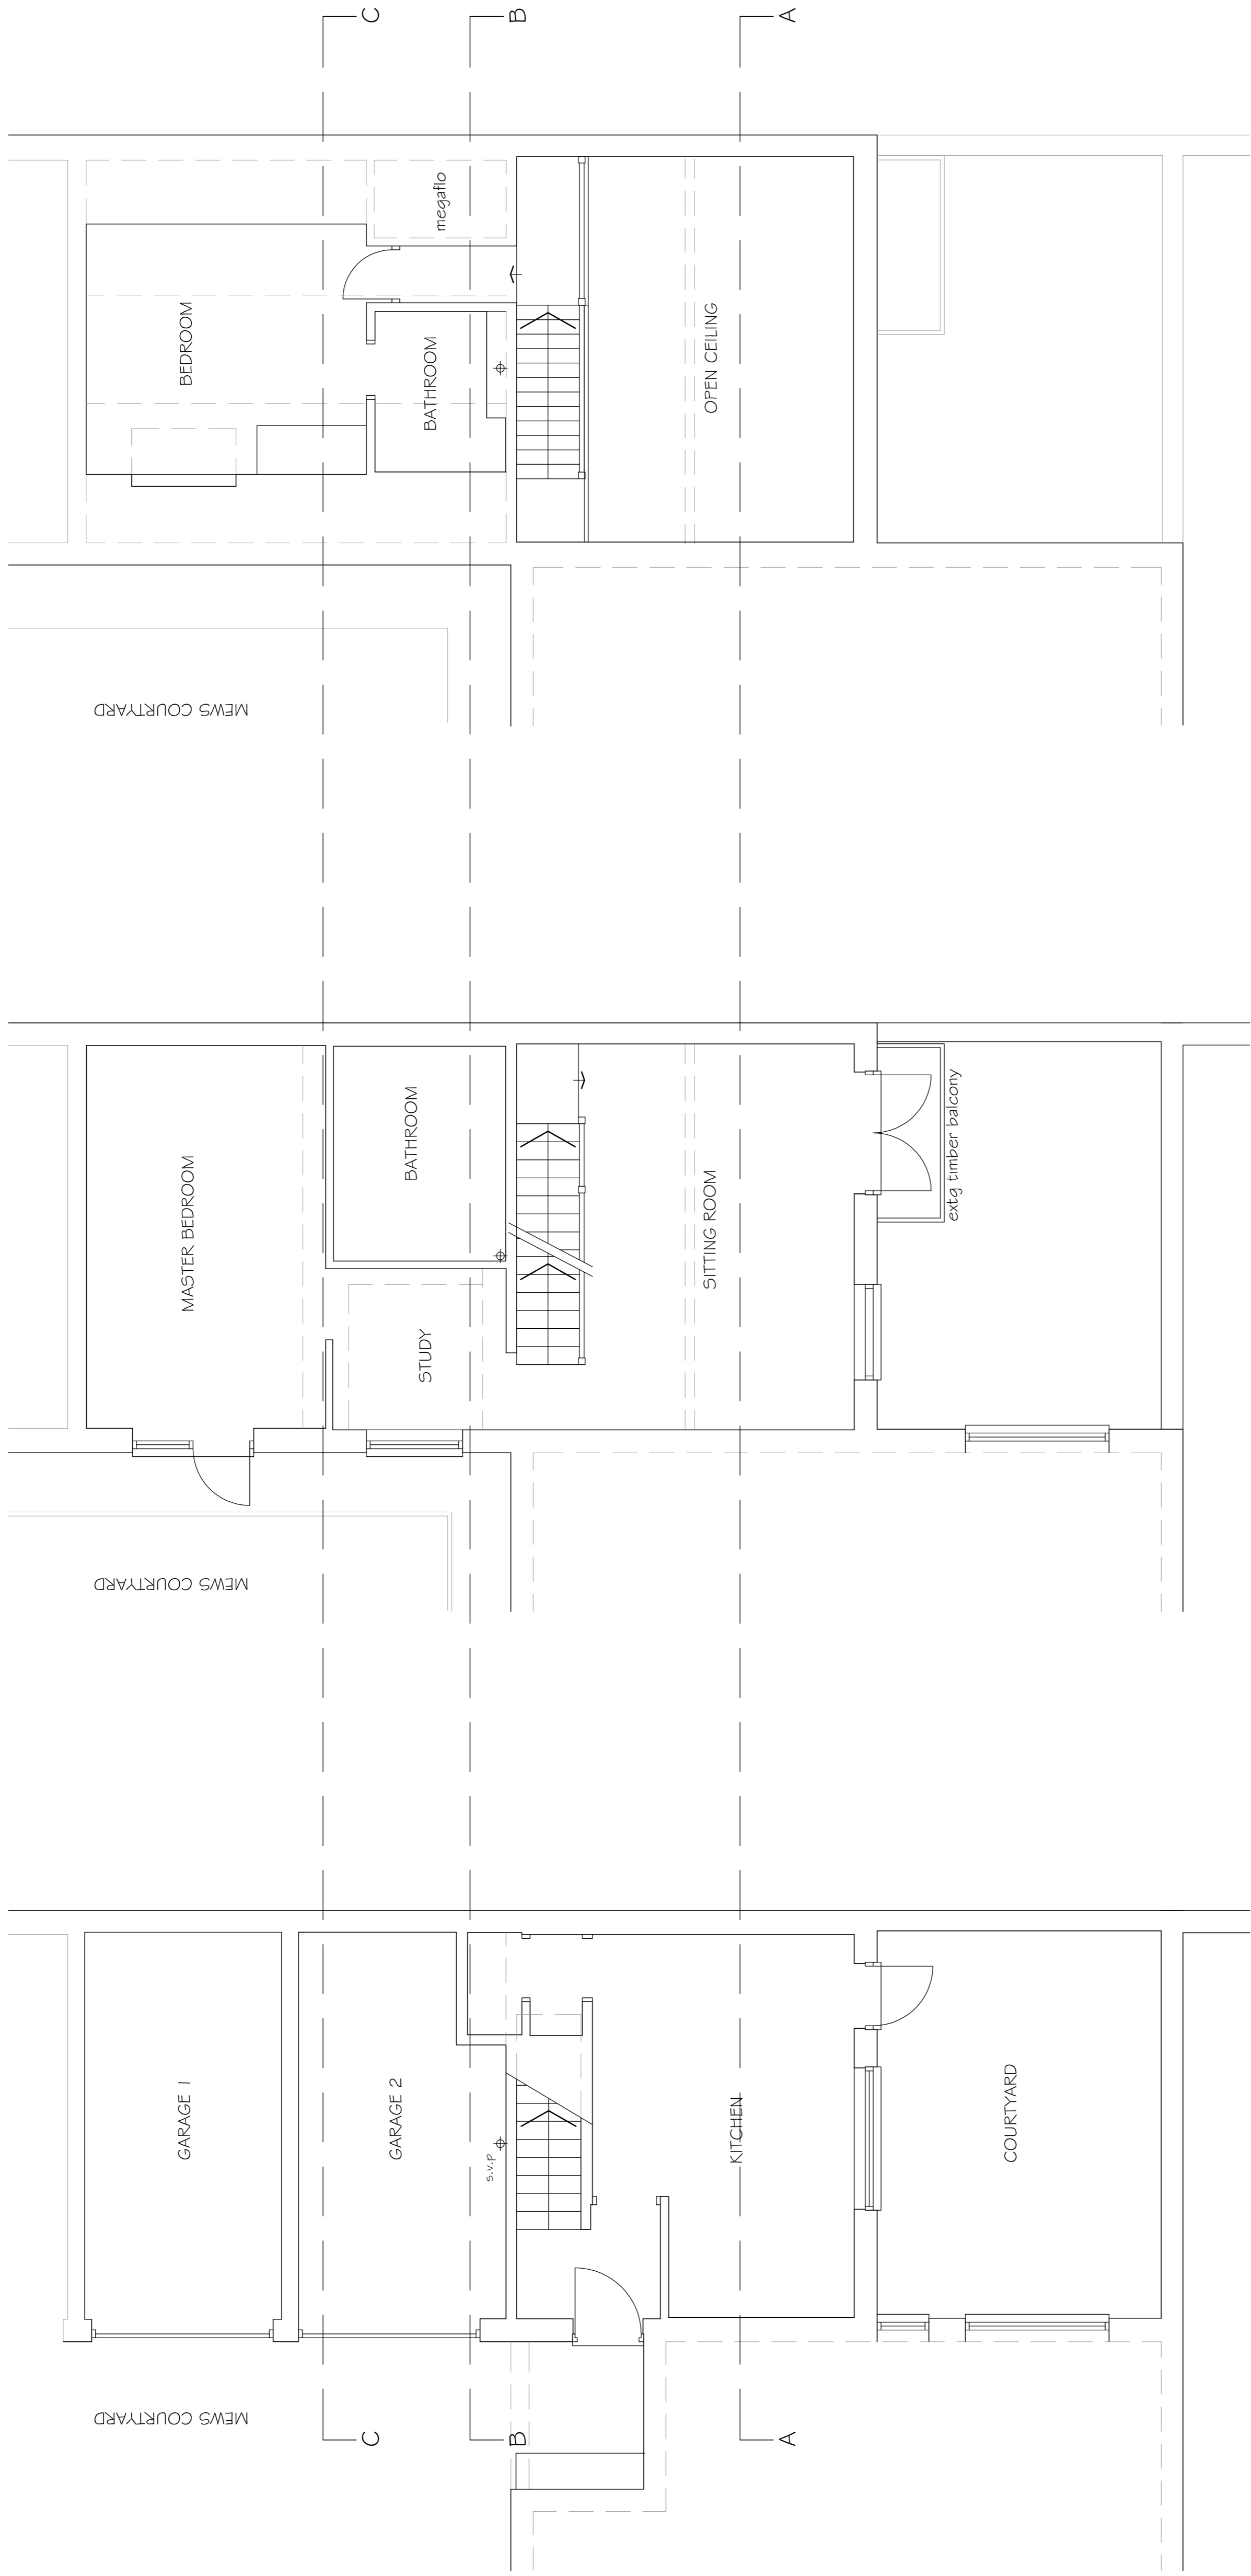 C
B
A
megaflo
BEDROOM
BATHROOM
OPEN CEILING
MEWS COURTYARD
MASTER BEDROOM
BATHROOM
STUDY
SITTING ROOM
extg timber balcony
MEWS COURTYARD
GARAGE 1
GARAGE 2
s.v.p
KITCHEN
COURTYARD
MEWS COURTYARD
C
B
A